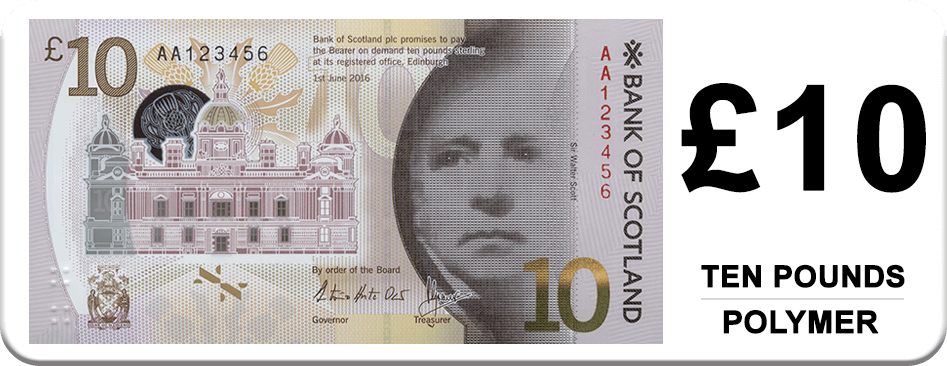 £10
AA123456
Bank of Scotland plc promises to pay
the Bearer on demand ten pounds sterling
at its registered office, Edinburgh
1st June 2016
By order of the Board
Governor
Treasurer
10
Sir Walter Scott
AA123456
BANK OF SCOTLAND
£10
TEN POUNDS
POLYMER